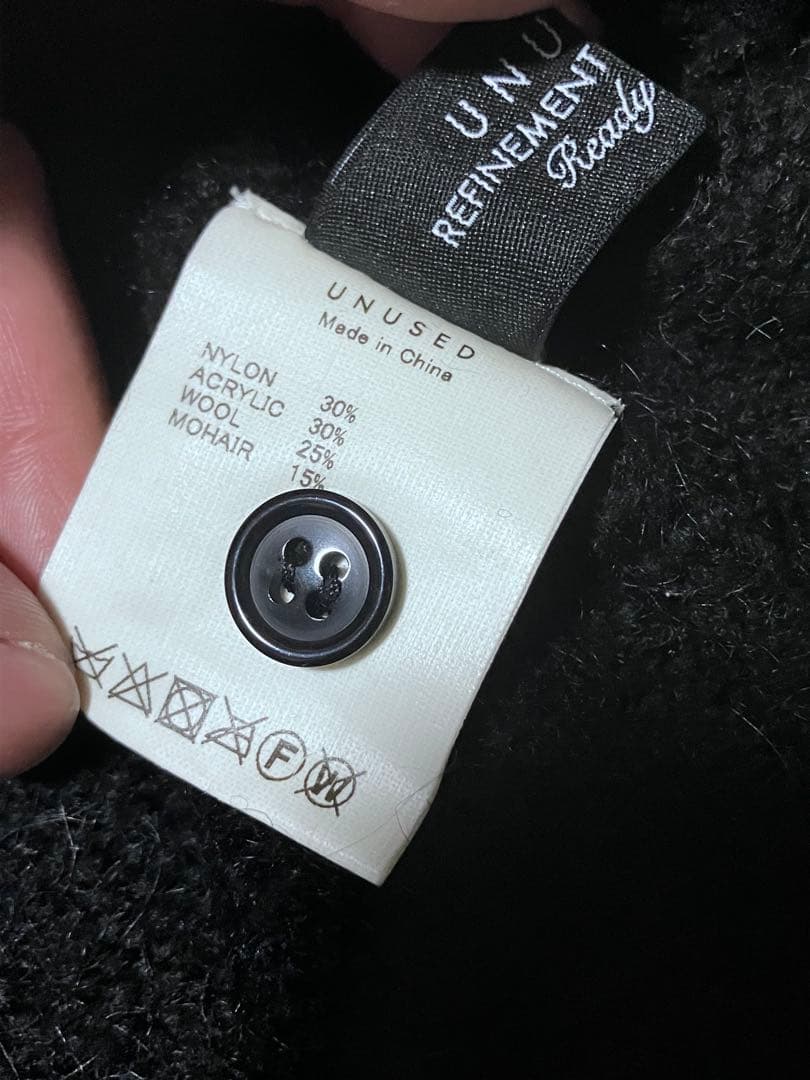 UNU
REFINEMENT
Ready
UNUSED
Made in China
NYLON 30%
ACRYLIC 30%
WOOL 25%
MOHAIR 15%
F W